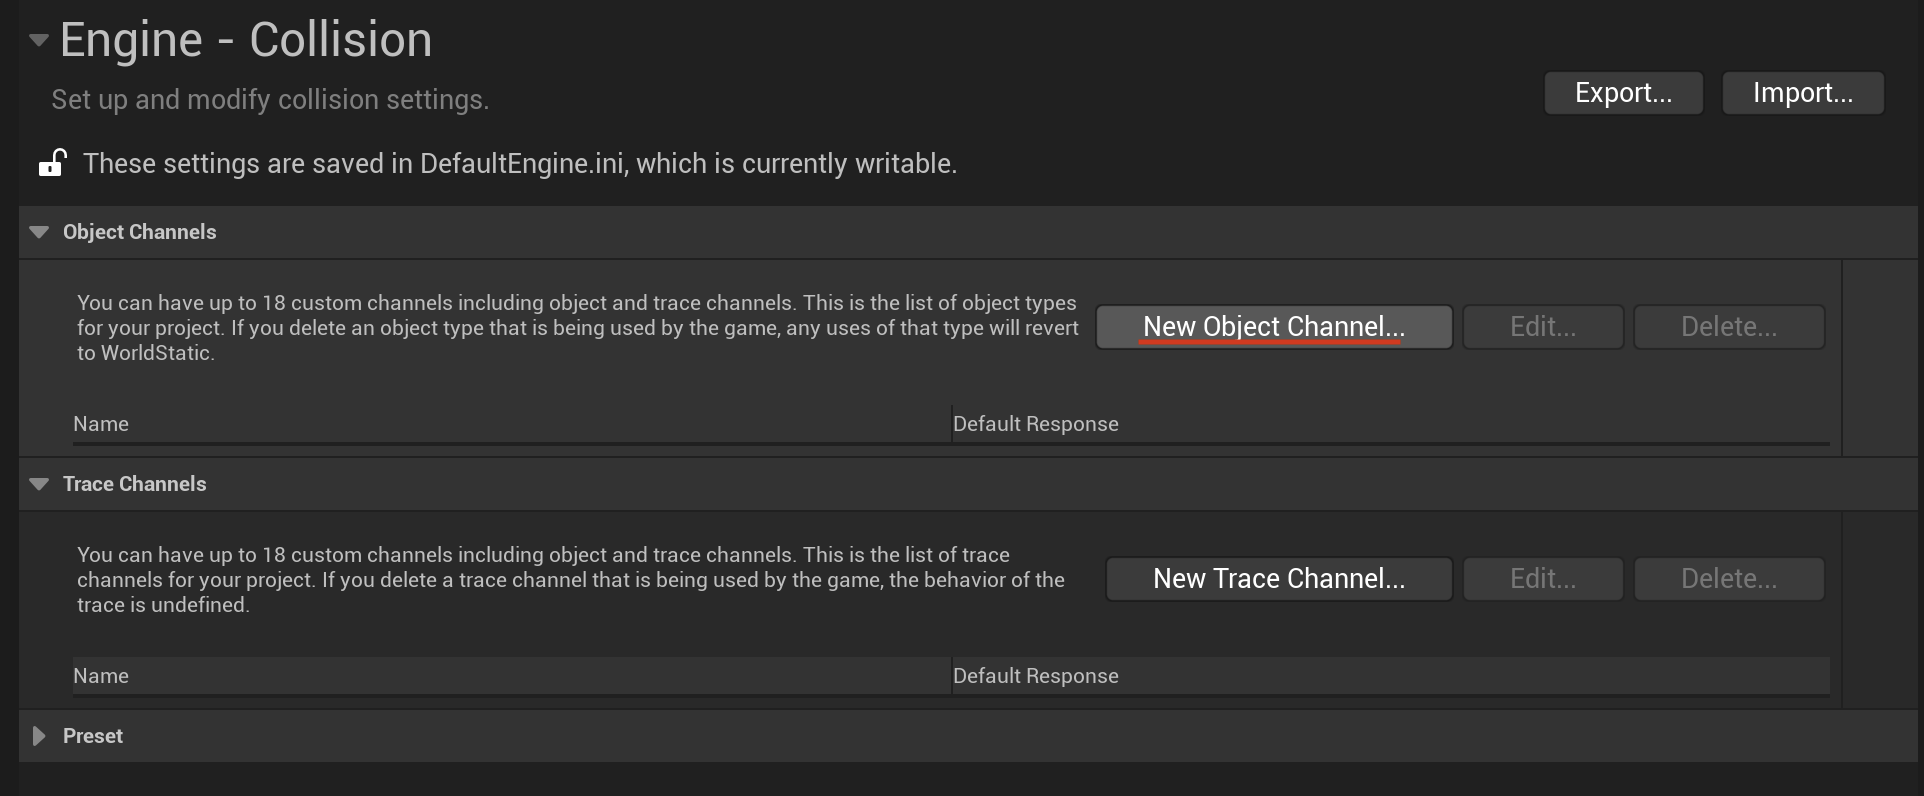 Engine - Collision
Set up and modify collision settings.
Export...
Import...
These settings are saved in DefaultEngine.ini, which is currently writable.
Object Channels
You can have up to 18 custom channels including object and trace channels. This is the list of object types
for your project. If you delete an object type that is being used by the game, any uses of that type will revert
to WorldStatic.
New Object Channel...
Edit...
Delete...
Name
Default Response
Trace Channels
You can have up to 18 custom channels including object and trace channels. This is the list of trace
channels for your project. If you delete a trace channel that is being used by the game, the behavior of the
trace is undefined.
New Trace Channel...
Edit...
Delete...
Name
Default Response
Preset